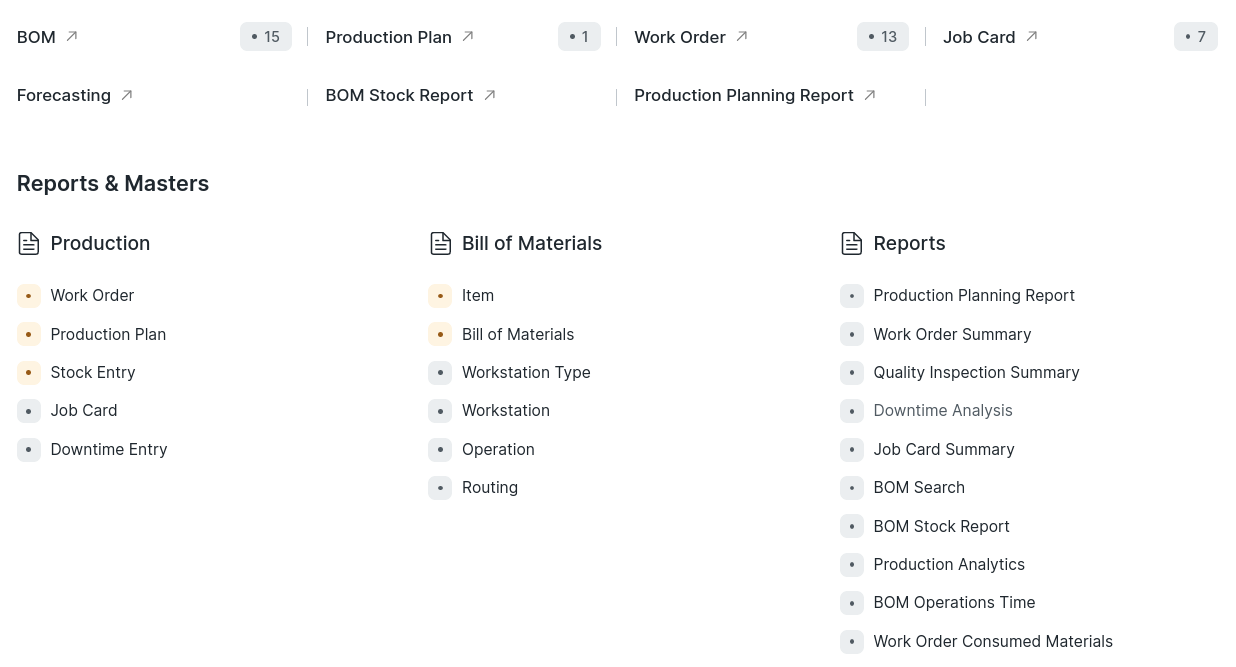 BOM ↗ • 15 Production Plan ↗ • 1 Work Order ↗ • 13 Job Card ↗ • 7
Forecasting ↗ BOM Stock Report ↗ Production Planning Report ↗
Reports & Masters
Production
Work Order
Production Plan
Stock Entry
Job Card
Downtime Entry
Bill of Materials
Item
Bill of Materials
Workstation Type
Workstation
Operation
Routing
Reports
Production Planning Report
Work Order Summary
Quality Inspection Summary
Downtime Analysis
Job Card Summary
BOM Search
BOM Stock Report
Production Analytics
BOM Operations Time
Work Order Consumed Materials